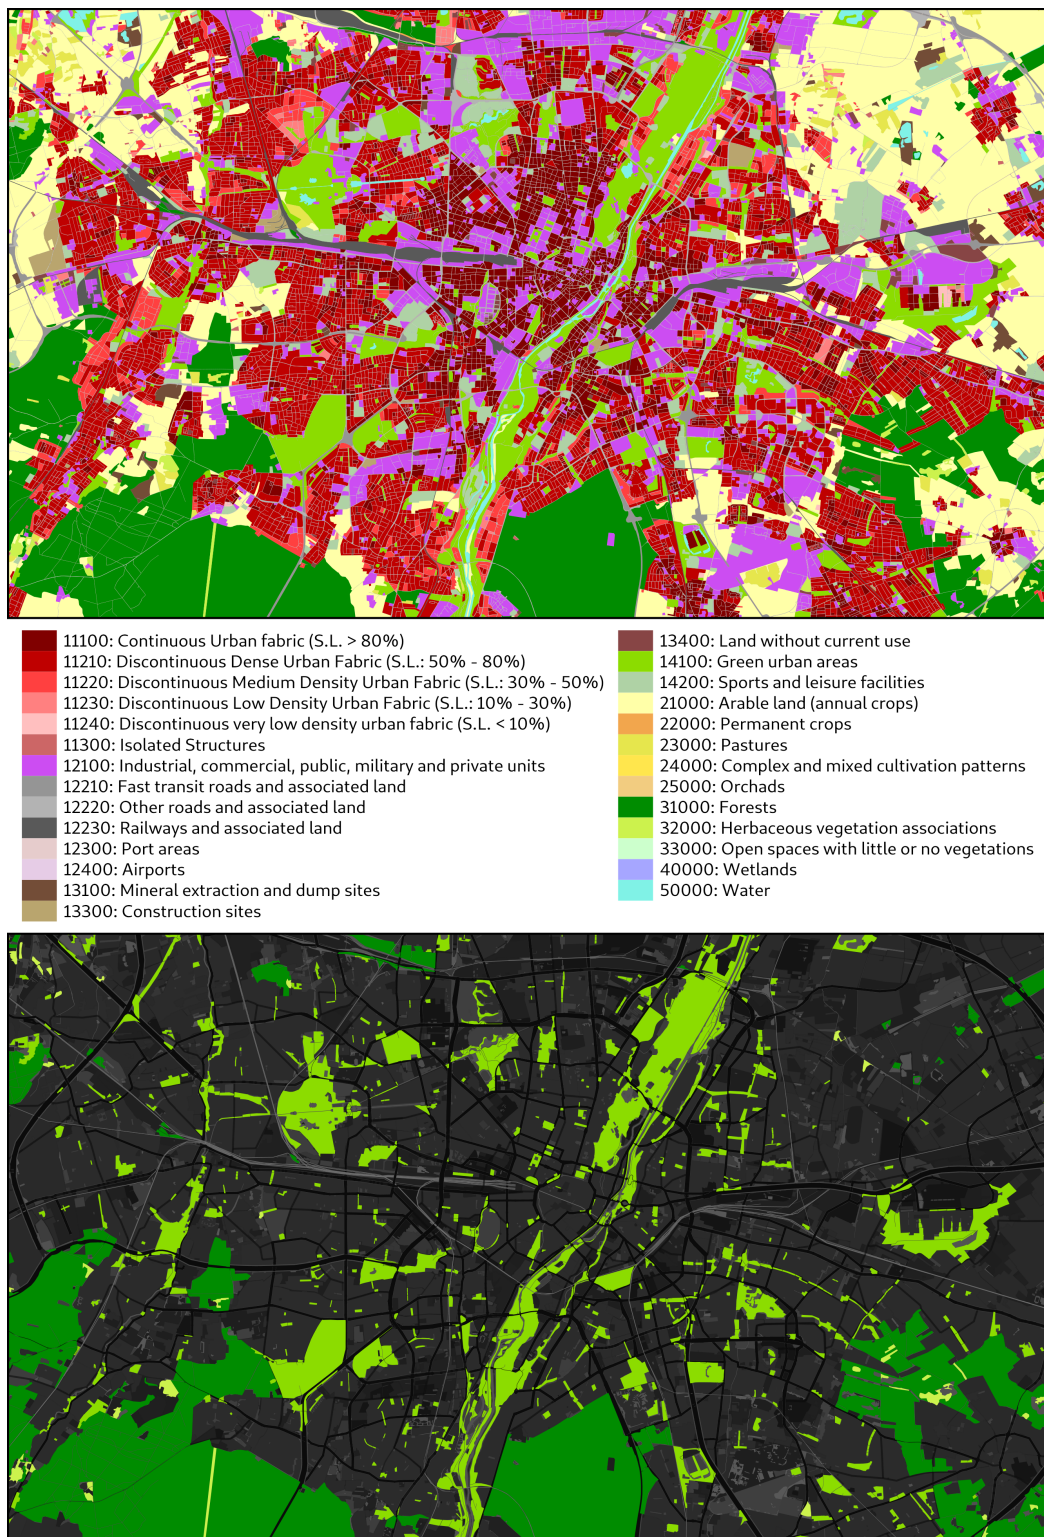 11100: Continuous Urban fabric (S.L. > 80%)
11210: Discontinuous Dense Urban Fabric (S.L.: 50% - 80%)
11220: Discontinuous Medium Density Urban Fabric (S.L.: 30% - 50%)
11230: Discontinuous Low Density Urban Fabric (S.L.: 10% - 30%)
11240: Discontinuous very low density urban fabric (S.L. < 10%)
11300: Isolated Structures
12100: Industrial, commercial, public, military and private units
12210: Fast transit roads and associated land
12220: Other roads and associated land
12230: Railways and associated land
12300: Port areas
12400: Airports
13100: Mineral extraction and dump sites
13300: Construction sites
13400: Land without current use
14100: Green urban areas
14200: Sports and leisure facilities
21000: Arable land (annual crops)
22000: Permanent crops
23000: Pastures
24000: Complex and mixed cultivation patterns
25000: Orchads
31000: Forests
32000: Herbaceous vegetation associations
33000: Open spaces with little or no vegetations
40000: Wetlands
50000: Water